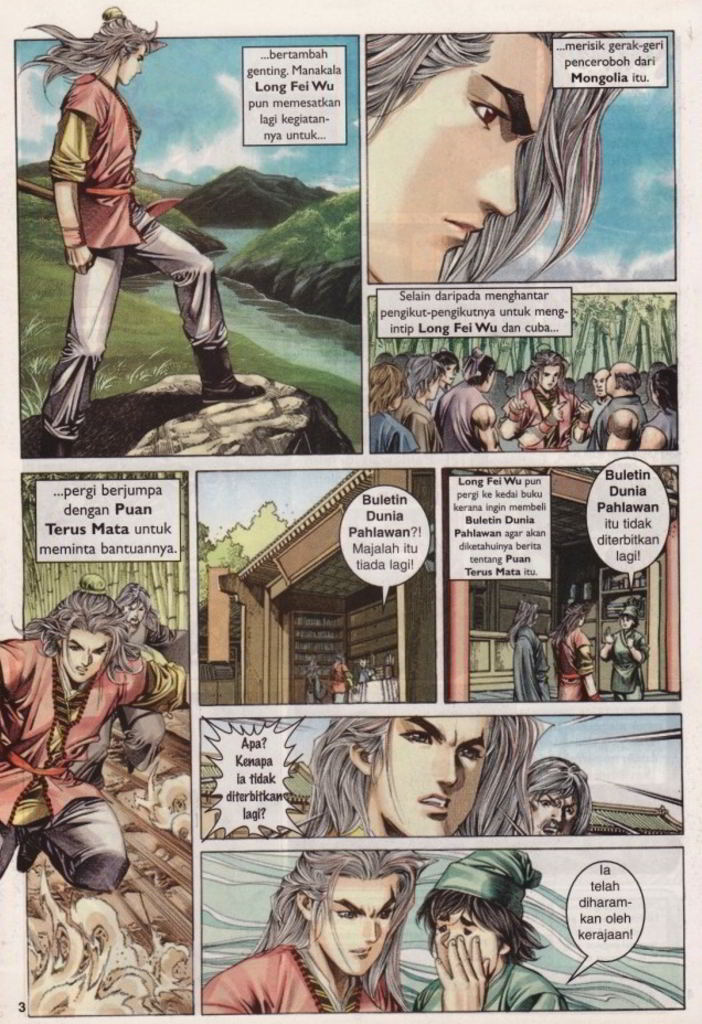 ...bertambah
genting. Manakala
Long Fei Wu
pun memesatkan
lagi kegiatan-
nya untuk...
...merisik gerak-geri
penceroboh dari
Mongolia itu.
Selain daripada menghantar
pengikut-pengikutnya untuk meng-
intip Long Fei Wu dan cuba...
...pergi berjumpa
dengan Puan
Terus Mata untuk
meminta bantuannya.
Buletin
Dunia
Pahlawan?!
Majalah itu
tiada lagi!
Long Fei Wu pun
pergi ke kedai buku
kerana ingin membeli
Buletin Dunia
Pahlawan agar akan
diketahuinya berita
tentang Puan
Terus Mata itu.
Buletin
Dunia
Pahlawan
itu tidak
diterbitkan
lagi!
Apa?
Kenapa
ia tidak
diterbitkan
lagi?
Ia
telah
diharam-
kan oleh
kerajaan!
3